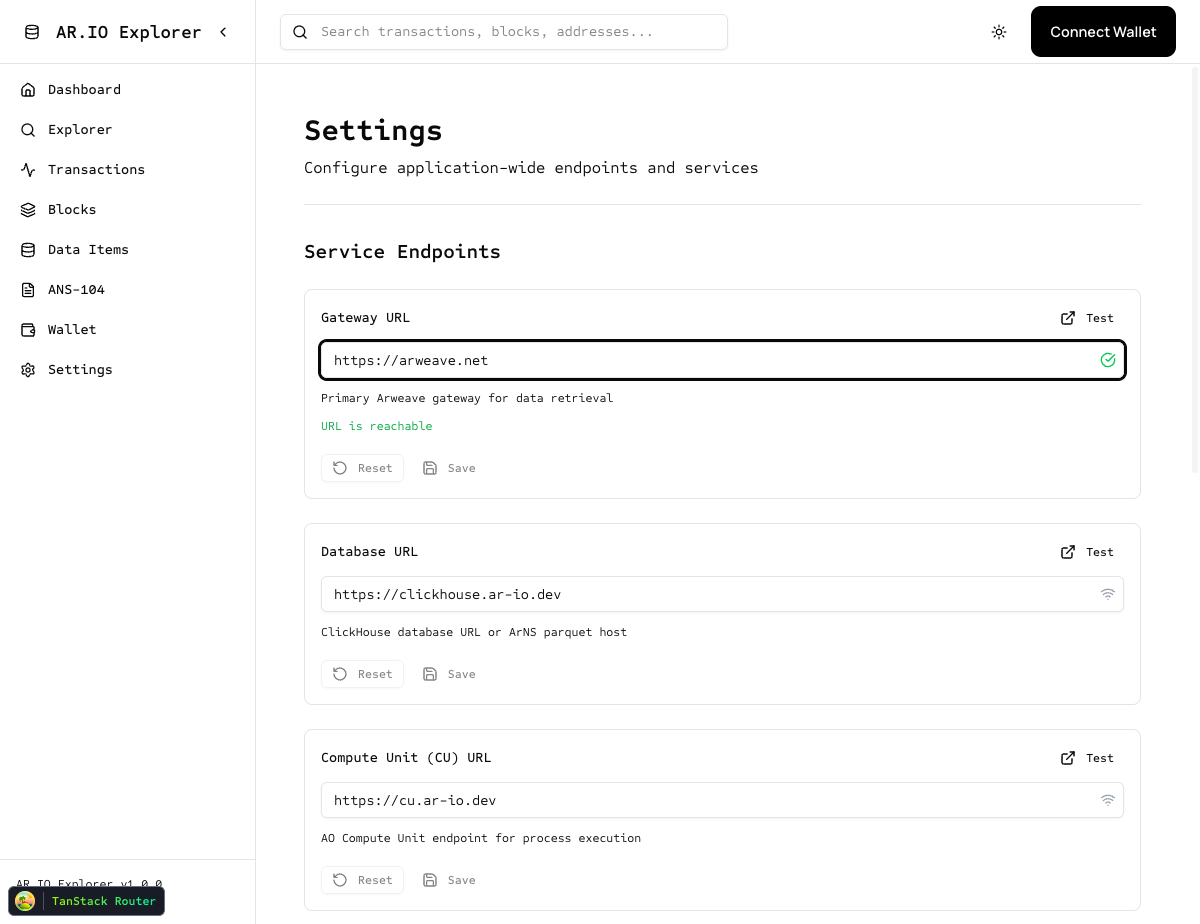 AR.IO Explorer
Search transactions, blocks, addresses...
Connect Wallet
Dashboard
Explorer
Transactions
Blocks
Data Items
ANS-104
Wallet
Settings
AR.IO Explorer v1.0.0
TanStack Router
Settings
Configure application-wide endpoints and services
Service Endpoints
Gateway URL
Test
https://arweave.net
Primary Arweave gateway for data retrieval
URL is reachable
Reset
Save
Database URL
Test
https://clickhouse.ar-io.dev
ClickHouse database URL or ArNS parquet host
Reset
Save
Compute Unit (CU) URL
Test
https://cu.ar-io.dev
AO Compute Unit endpoint for process execution
Reset
Save